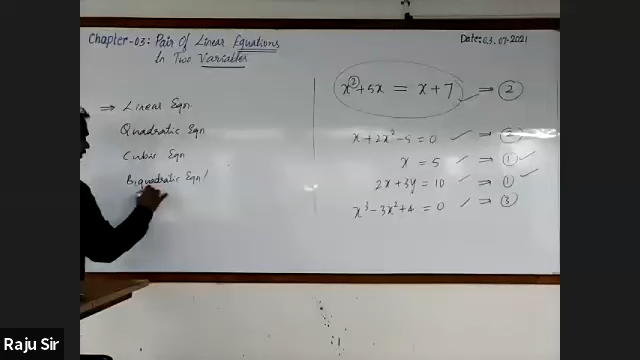 Chapter-03: Pair Of Linear Equations
In Two Variables
Date: 03.07.2021
⇒ Linear Eqn
Quadratic Eqn
Cubic Eqn
Biquadratic Eqn
x²+5x = x+7 ⇒ 2
x+2x²-5=0 ⇒ 2
x = 5 ⇒ 1
2x+3y = 10 ⇒ 1
x³-3x²+4=0 ⇒ 3
Raju Sir